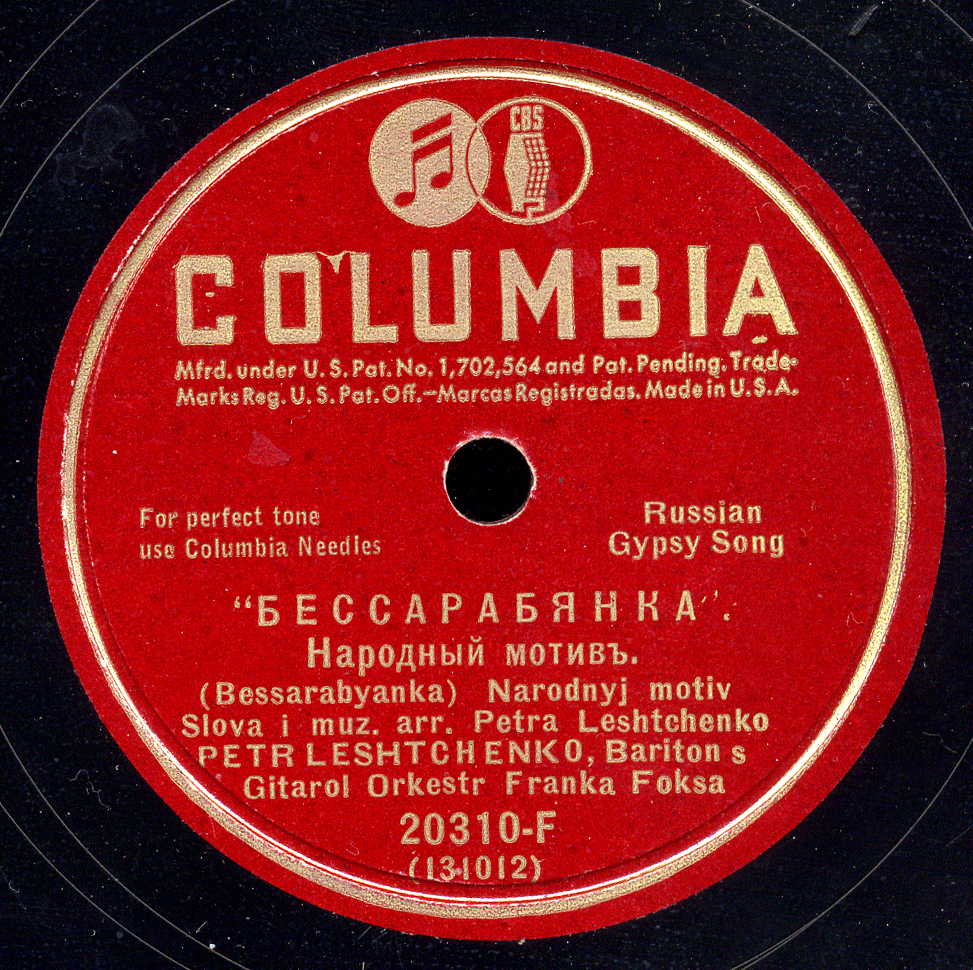 CBS
COLUMBIA
Mfrd. under U.S. Pat. No. 1,702,564 and Pat. Pending. Trade-
Marks Reg. U.S. Pat. Off.—Marcas Registradas. Made in U.S.A.
For perfect tone
use Columbia Needles
Russian
Gypsy Song
“БЕССАРАБЯНКА”.
Народный мотивъ.
(Bessarabyanka) Narodnyj motiv
Slova i muz. arr. Petra Leshtchenko
PETR LESHTCHENKO, Bariton s
Gitarol Orkestr Franka Foksa
20310-F
(131012)